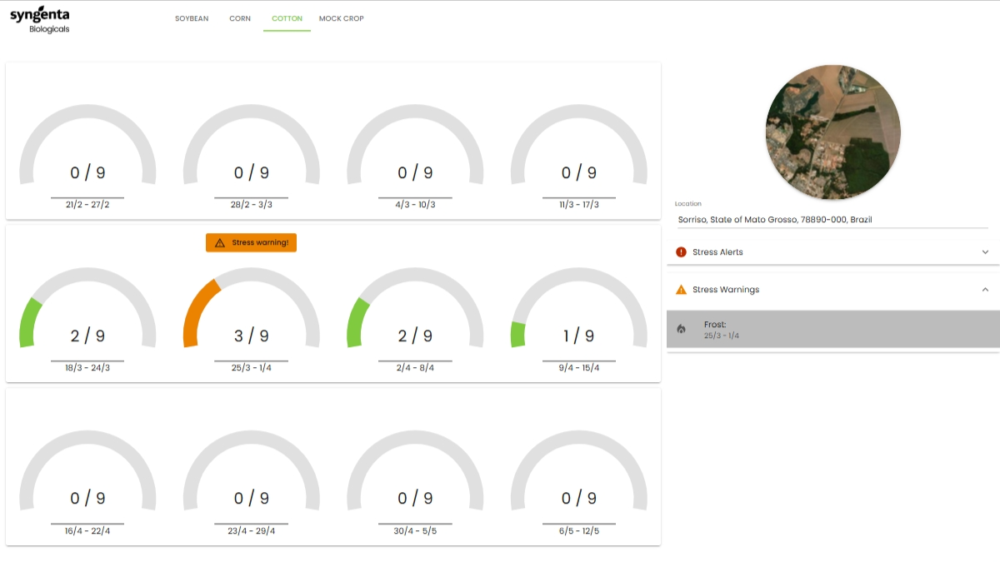 syngenta
Biologicals
SOYBEAN CORN COTTON MOCK CROP
0 / 9 0 / 9 0 / 9 0 / 9
21/2 - 27/2 28/2 - 3/3 4/3 - 10/3 11/3 - 17/3
Stress warning!
2 / 9 3 / 9 2 / 9 1 / 9
18/3 - 24/3 25/3 - 1/4 2/4 - 8/4 9/4 - 15/4
0 / 9 0 / 9 0 / 9 0 / 9
16/4 - 22/4 23/4 - 29/4 30/4 - 5/5 6/5 - 12/5
Location
Sorriso, State of Mato Grosso, 78890-000, Brazil
Stress Alerts
Stress Warnings
Frost:
25/3 - 1/4